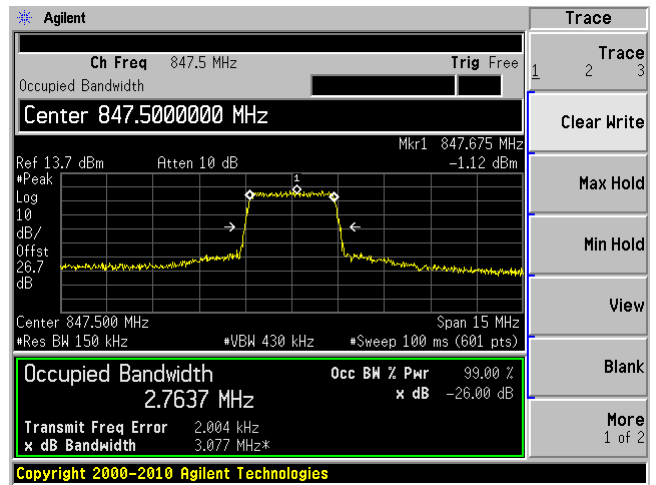 Agilent
Trace
Ch Freq 847.5 MHz Trig Free
Occupied Bandwidth
Center 847.5000000 MHz
Mkr1 847.675 MHz
Ref 13.7 dBm Atten 10 dB -1.12 dBm
#Peak
Log
10
dB/
Offst
26.7
dB
1
Center 847.500 MHz Span 15 MHz
#Res BW 150 kHz #VBW 430 kHz #Sweep 100 ms (601 pts)
Occupied Bandwidth
2.7637 MHz
Occ BW % Pwr 99.00 %
x dB -26.00 dB
Transmit Freq Error 2.004 kHz
x dB Bandwidth 3.077 MHz*
Copyright 2000-2010 Agilent Technologies
Trace
1 2 3
Clear Write
Max Hold
Min Hold
View
Blank
More
1 of 2